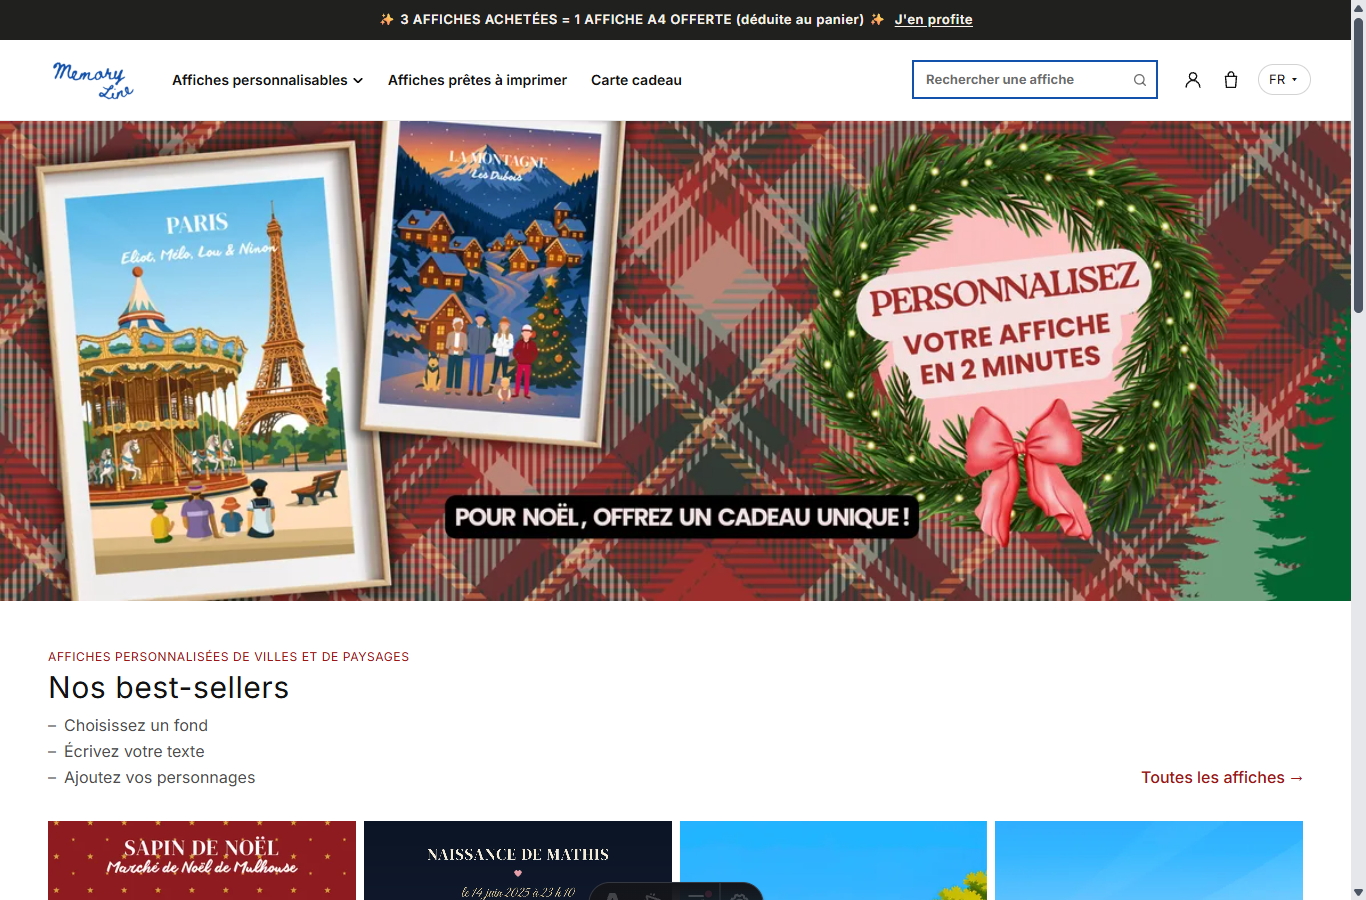 ✨ 3 AFFICHES ACHETÉES = 1 AFFICHE A4 OFFERTE (déduite au panier) ✨ J'en profite
Memory
Line
Affiches personnalisables
Affiches prêtes à imprimer
Carte cadeau
Rechercher une affiche
FR
PARIS
Eliot, Mélo, Lou & Ninon
LA MONTAGNE
Les Dubois
PERSONNALISEZ
VOTRE AFFICHE
EN 2 MINUTES
POUR NOËL, OFFREZ UN CADEAU UNIQUE !
AFFICHES PERSONNALISÉES DE VILLES ET DE PAYSAGES
Nos best-sellers
– Choisissez un fond
– Écrivez votre texte
– Ajoutez vos personnages
Toutes les affiches →
SAPIN DE NOËL
Marché de Noël de Mulhouse
NAISSANCE DE MATHIS
le 14 juin 2025 à 23 h 10